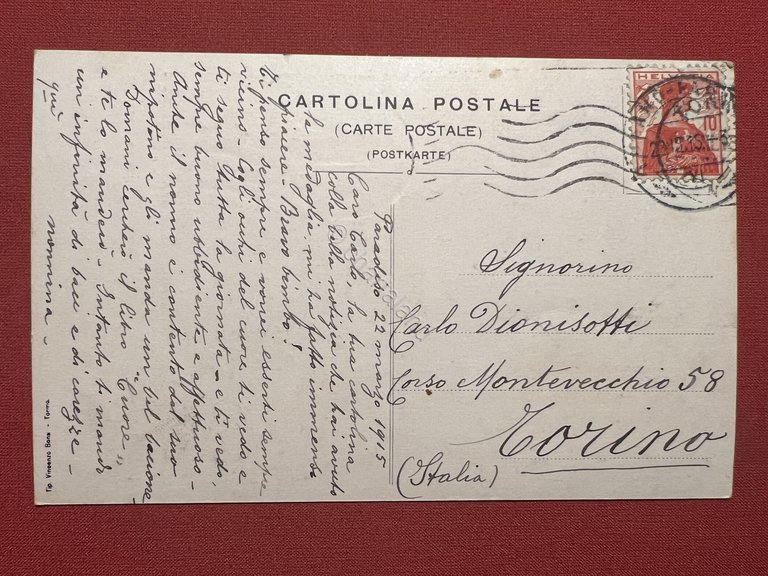 CARTOLINA POSTALE
(CARTE POSTALE)
(POSTKARTE)
HELVETIA
10
Signorino
Carlo Dionisotti
Corso Montevecchio 58
Torino
(Italia)
Paradiso 22 marzo 1915
Caro Carlo, la tua cartolina
colla bella notizia che hai avuto
la medaglia mi ha fatto immenso
piacere. Bravo bimbo!
Ti penso sempre e vorrei esserti sempre
vicino - Cogli occhi del cuore ti vedo e
ti seguo tutta la giornata - e ti vedo
sempre buono ubbidiente e affettuoso -
Anche il nonno è contento del suo
nipotino e gli manda un bel bacione
Domani cercherò il libro "Cuore"
e te lo manderò - Intanto ti mando
un'infinità di baci e di carezze -
qui nonnina -
Tip. Vincenzo Bona - Torino